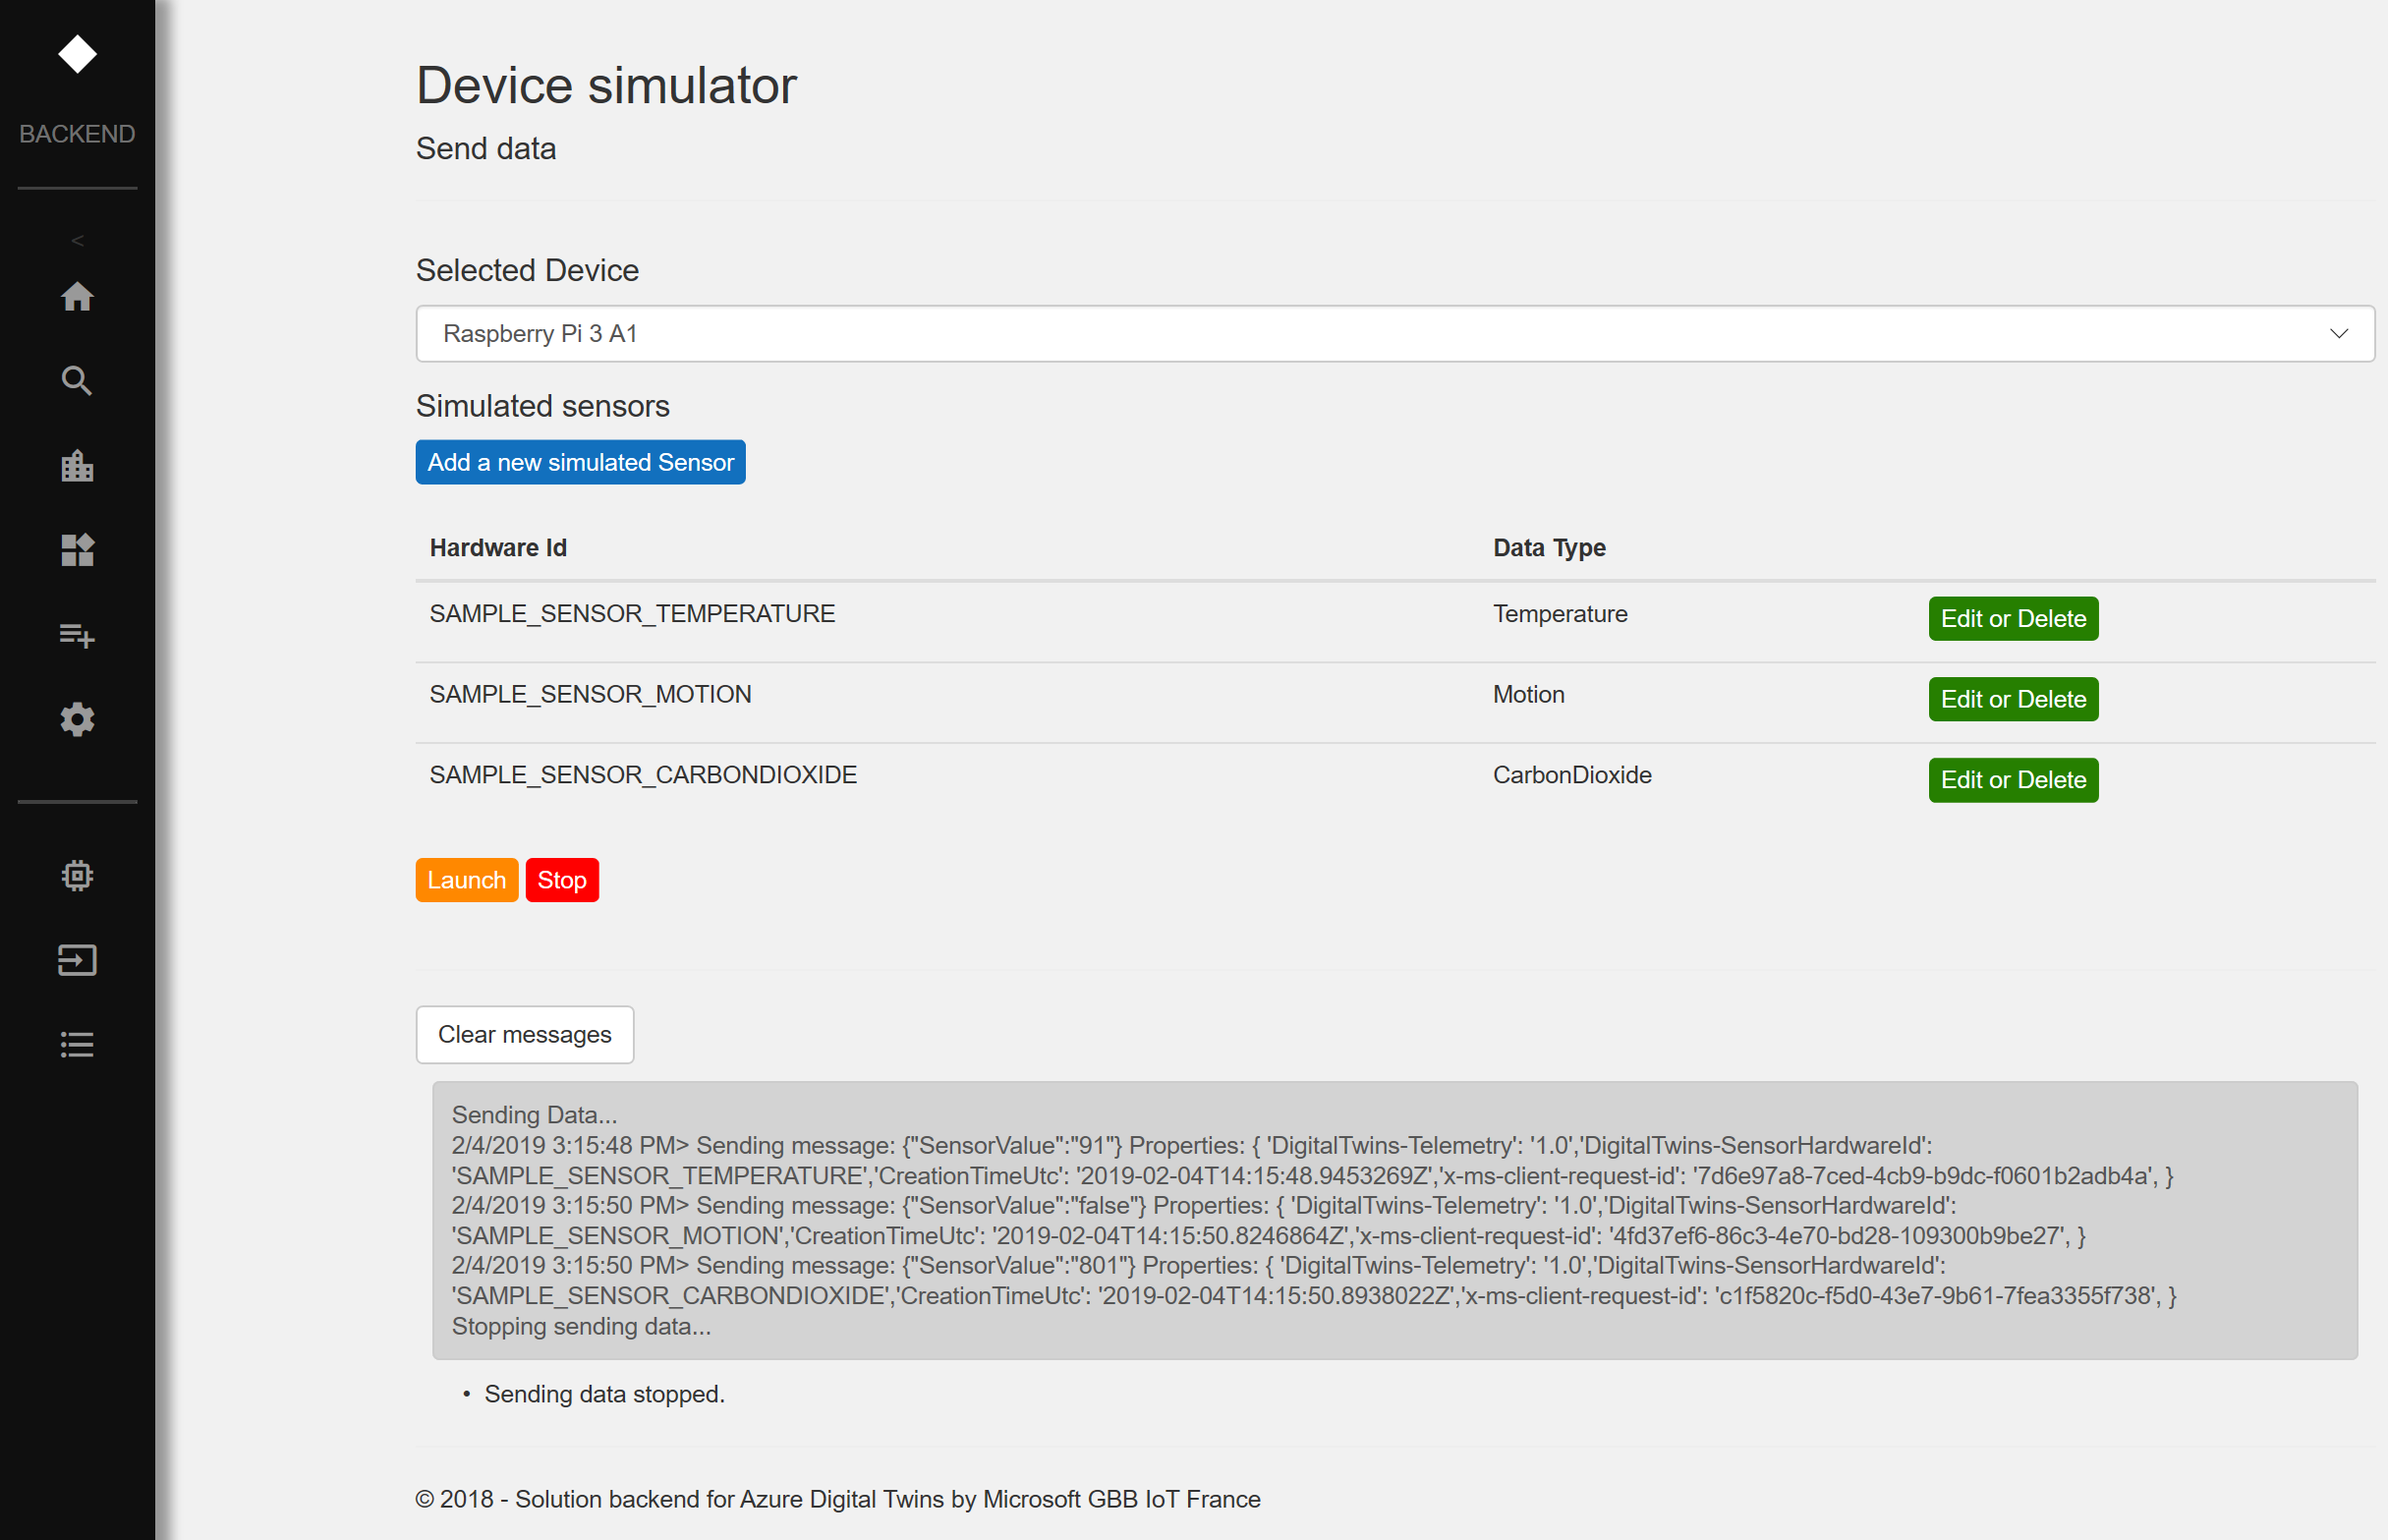 BACKEND
<
Device simulator
Send data
Selected Device
Raspberry Pi 3 A1
Simulated sensors
Add a new simulated Sensor
Hardware Id Data Type
SAMPLE_SENSOR_TEMPERATURE Temperature Edit or Delete
SAMPLE_SENSOR_MOTION Motion Edit or Delete
SAMPLE_SENSOR_CARBONDIOXIDE CarbonDioxide Edit or Delete
Launch Stop
Clear messages
Sending Data...
2/4/2019 3:15:48 PM> Sending message: {"SensorValue":"91"} Properties: { 'DigitalTwins-Telemetry': '1.0','DigitalTwins-SensorHardwareId':
'SAMPLE_SENSOR_TEMPERATURE','CreationTimeUtc': '2019-02-04T14:15:48.9453269Z','x-ms-client-request-id': '7d6e97a8-7ced-4cb9-b9dc-f0601b2adb4a', }
2/4/2019 3:15:50 PM> Sending message: {"SensorValue":"false"} Properties: { 'DigitalTwins-Telemetry': '1.0','DigitalTwins-SensorHardwareId':
'SAMPLE_SENSOR_MOTION','CreationTimeUtc': '2019-02-04T14:15:50.8246864Z','x-ms-client-request-id': '4fd37ef6-86c3-4e70-bd28-109300b9be27', }
2/4/2019 3:15:50 PM> Sending message: {"SensorValue":"801"} Properties: { 'DigitalTwins-Telemetry': '1.0','DigitalTwins-SensorHardwareId':
'SAMPLE_SENSOR_CARBONDIOXIDE','CreationTimeUtc': '2019-02-04T14:15:50.8938022Z','x-ms-client-request-id': 'c1f5820c-f5d0-43e7-9b61-7fea3355f738', }
Stopping sending data...
• Sending data stopped.
© 2018 - Solution backend for Azure Digital Twins by Microsoft GBB IoT France